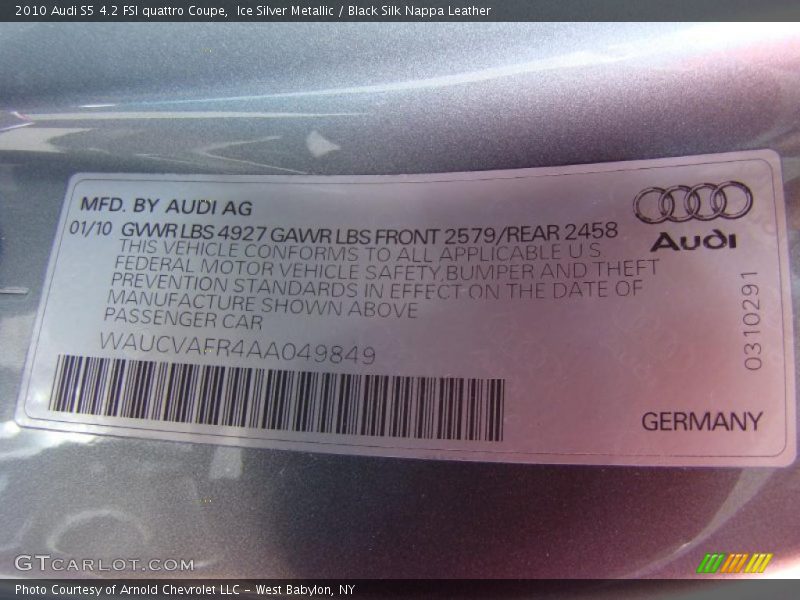 2010 Audi S5 4.2 FSI quattro Coupe, Ice Silver Metallic / Black Silk Nappa Leather
MFD. BY AUDI AG
01/10 GWR LBS 4927 GAWR LBS FRONT 2579/REAR 2458
THIS VEHICLE CONFORMS TO ALL APPLICABLE U S
FEDERAL MOTOR VEHICLE SAFETY,BUMPER AND THEFT
PREVENTION STANDARDS IN EFFECT ON THE DATE OF
MANUFACTURE SHOWN ABOVE
PASSENGER CAR
WAUCVAFR4AA049849
Audi
0310291
GERMANY
GTCARLOT.COM
Photo Courtesy of Arnold Chevrolet LLC - West Babylon, NY